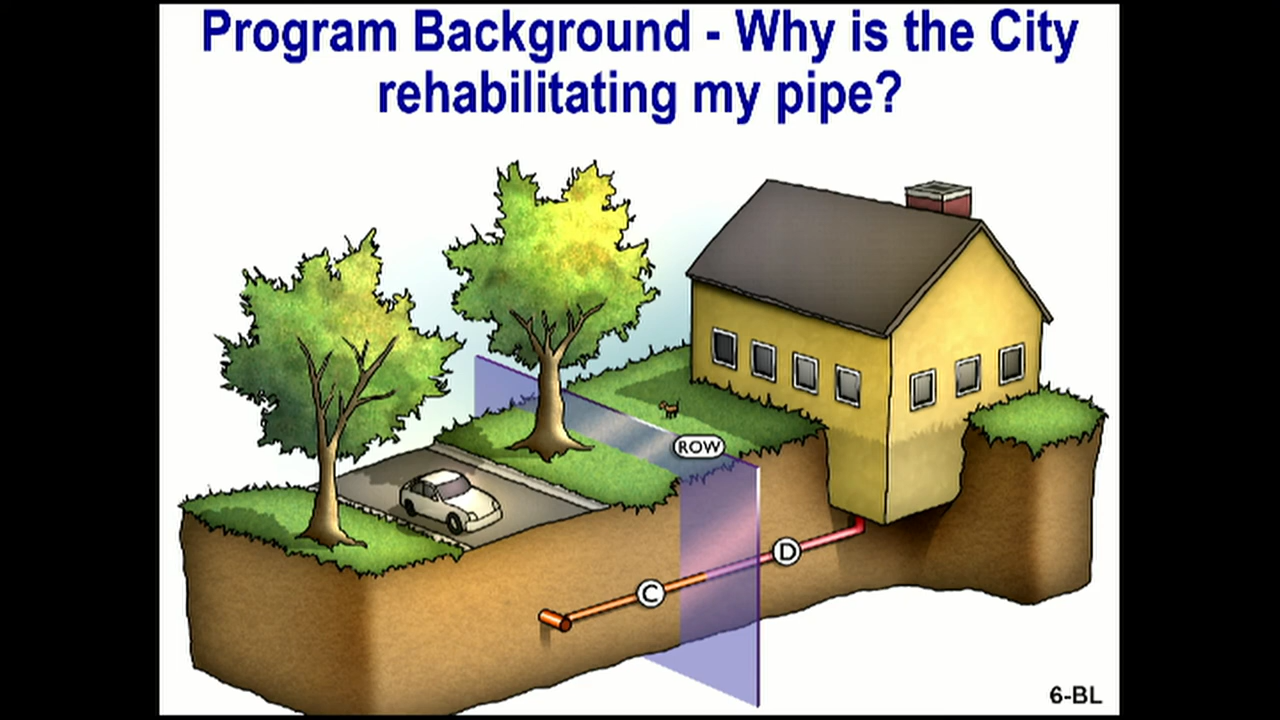 Program Background - Why is the City
rehabilitating my pipe?
ROW
D
C
6-BL